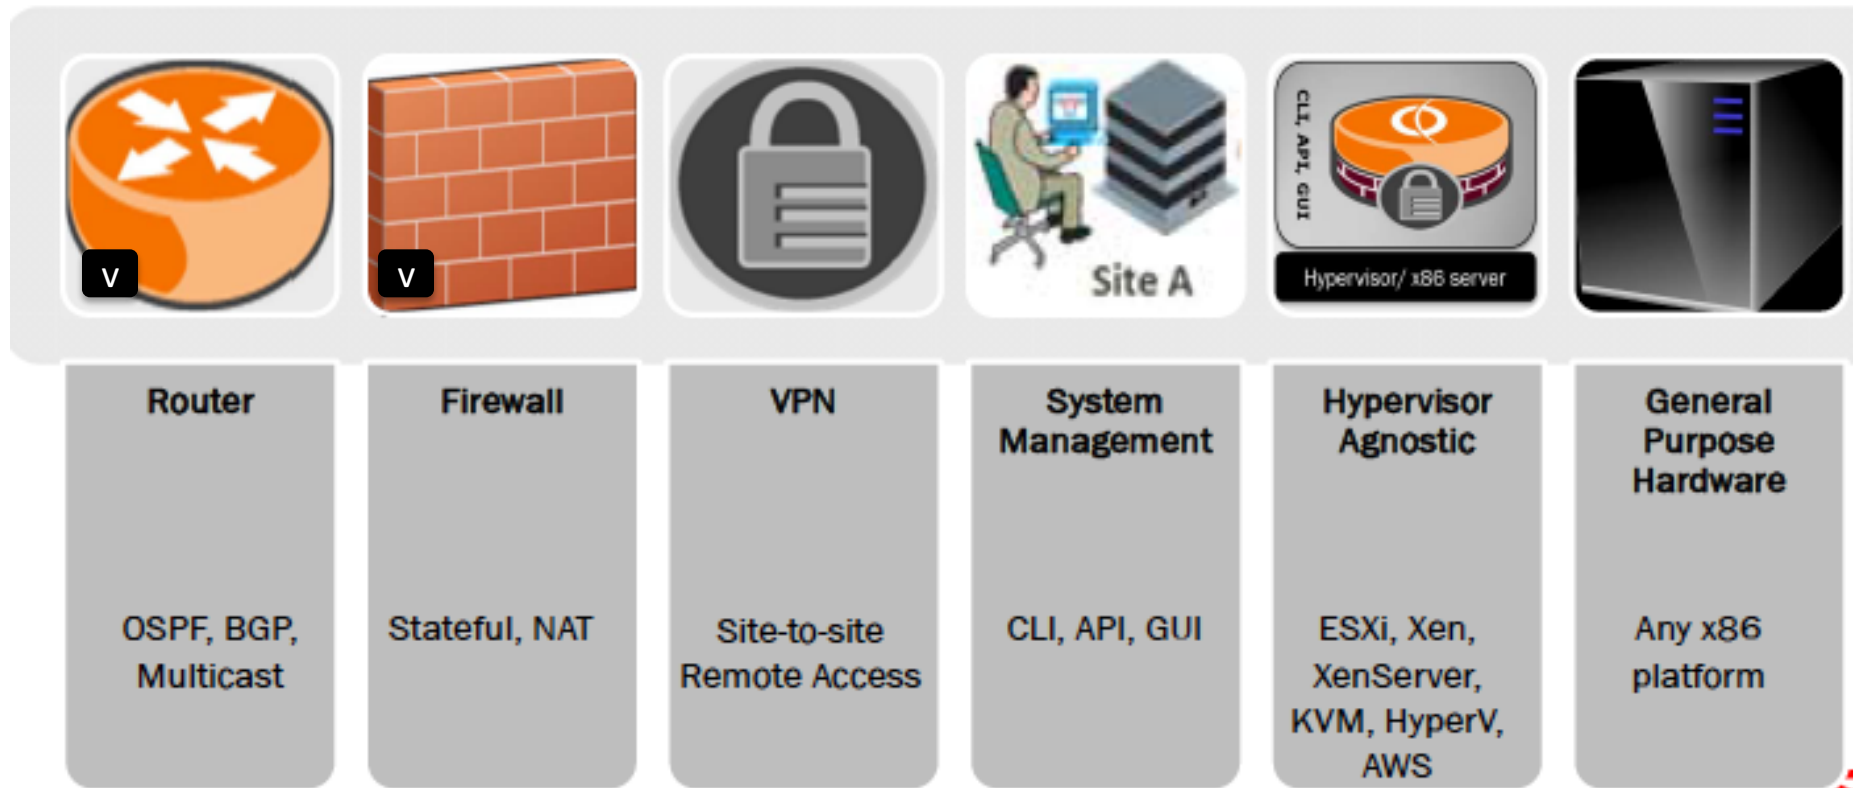 v
v
Site A
CLI, API, GUI
Hypervisor/ x86 server
Router
OSPF, BGP,
Multicast
Firewall
Stateful, NAT
VPN
Site-to-site
Remote Access
System
Management
CLI, API, GUI
Hypervisor
Agnostic
ESXi, Xen,
XenServer,
KVM, HyperV,
AWS
General
Purpose
Hardware
Any x86
platform